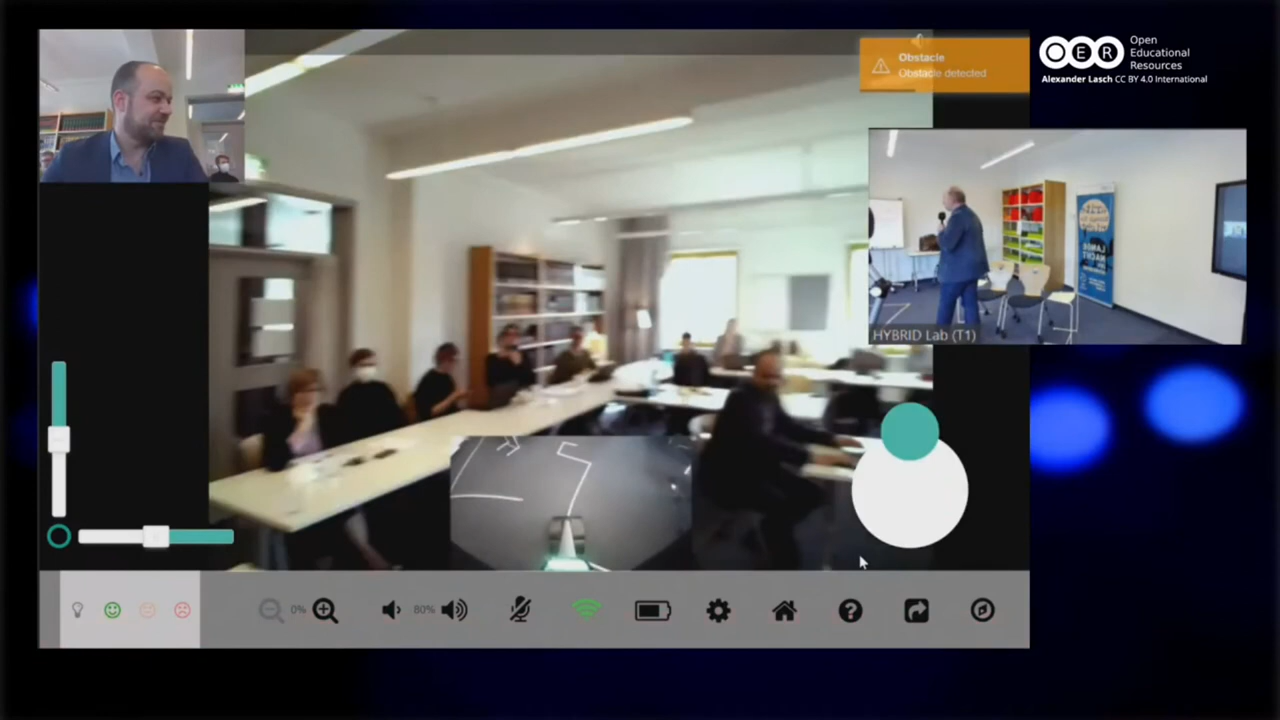 Obstacle
Obstacle detected
OER
Open
Educational
Resources
Alexander Lasch CC BY 4.0 International
HYBRID Lab (T1)
0%
80%